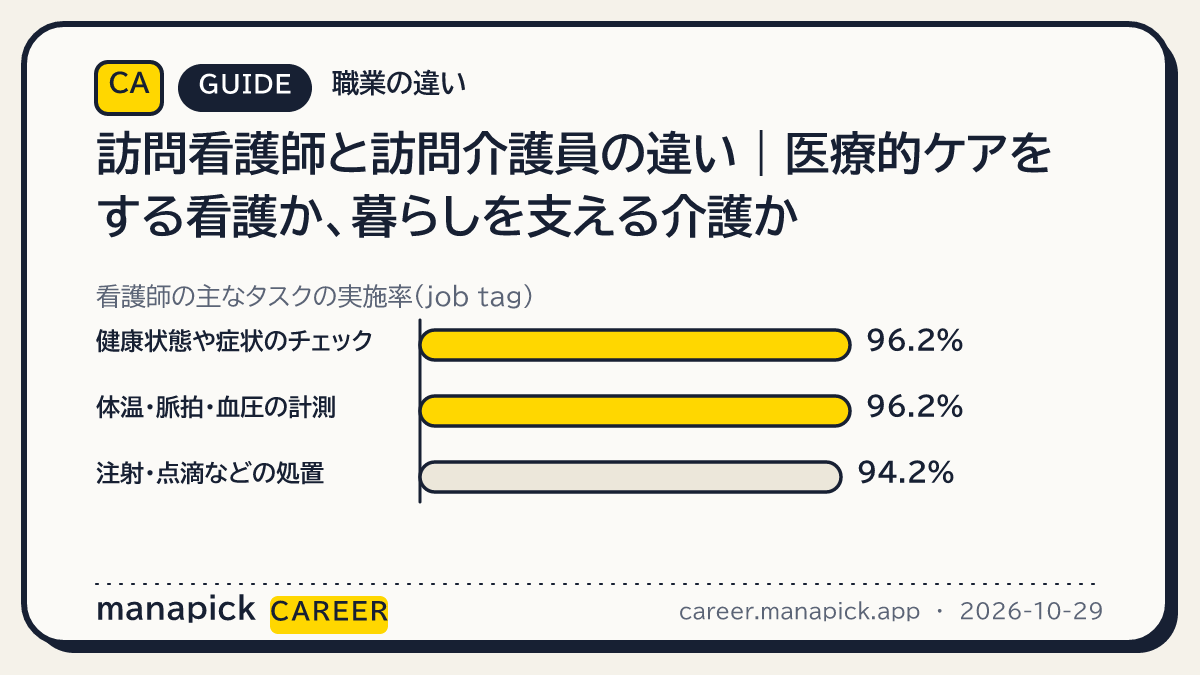 CA GUIDE 職業の違い
訪問看護師と訪問介護員の違い｜医療的ケアを
する看護か、暮らしを支える介護か
看護師の主なタスクの実施率(job tag)
健康状態や症状のチェック 96.2%
体温・脈拍・血圧の計測 96.2%
注射・点滴などの処置 94.2%
manapick CAREER career.manapick.app ・ 2026-10-29